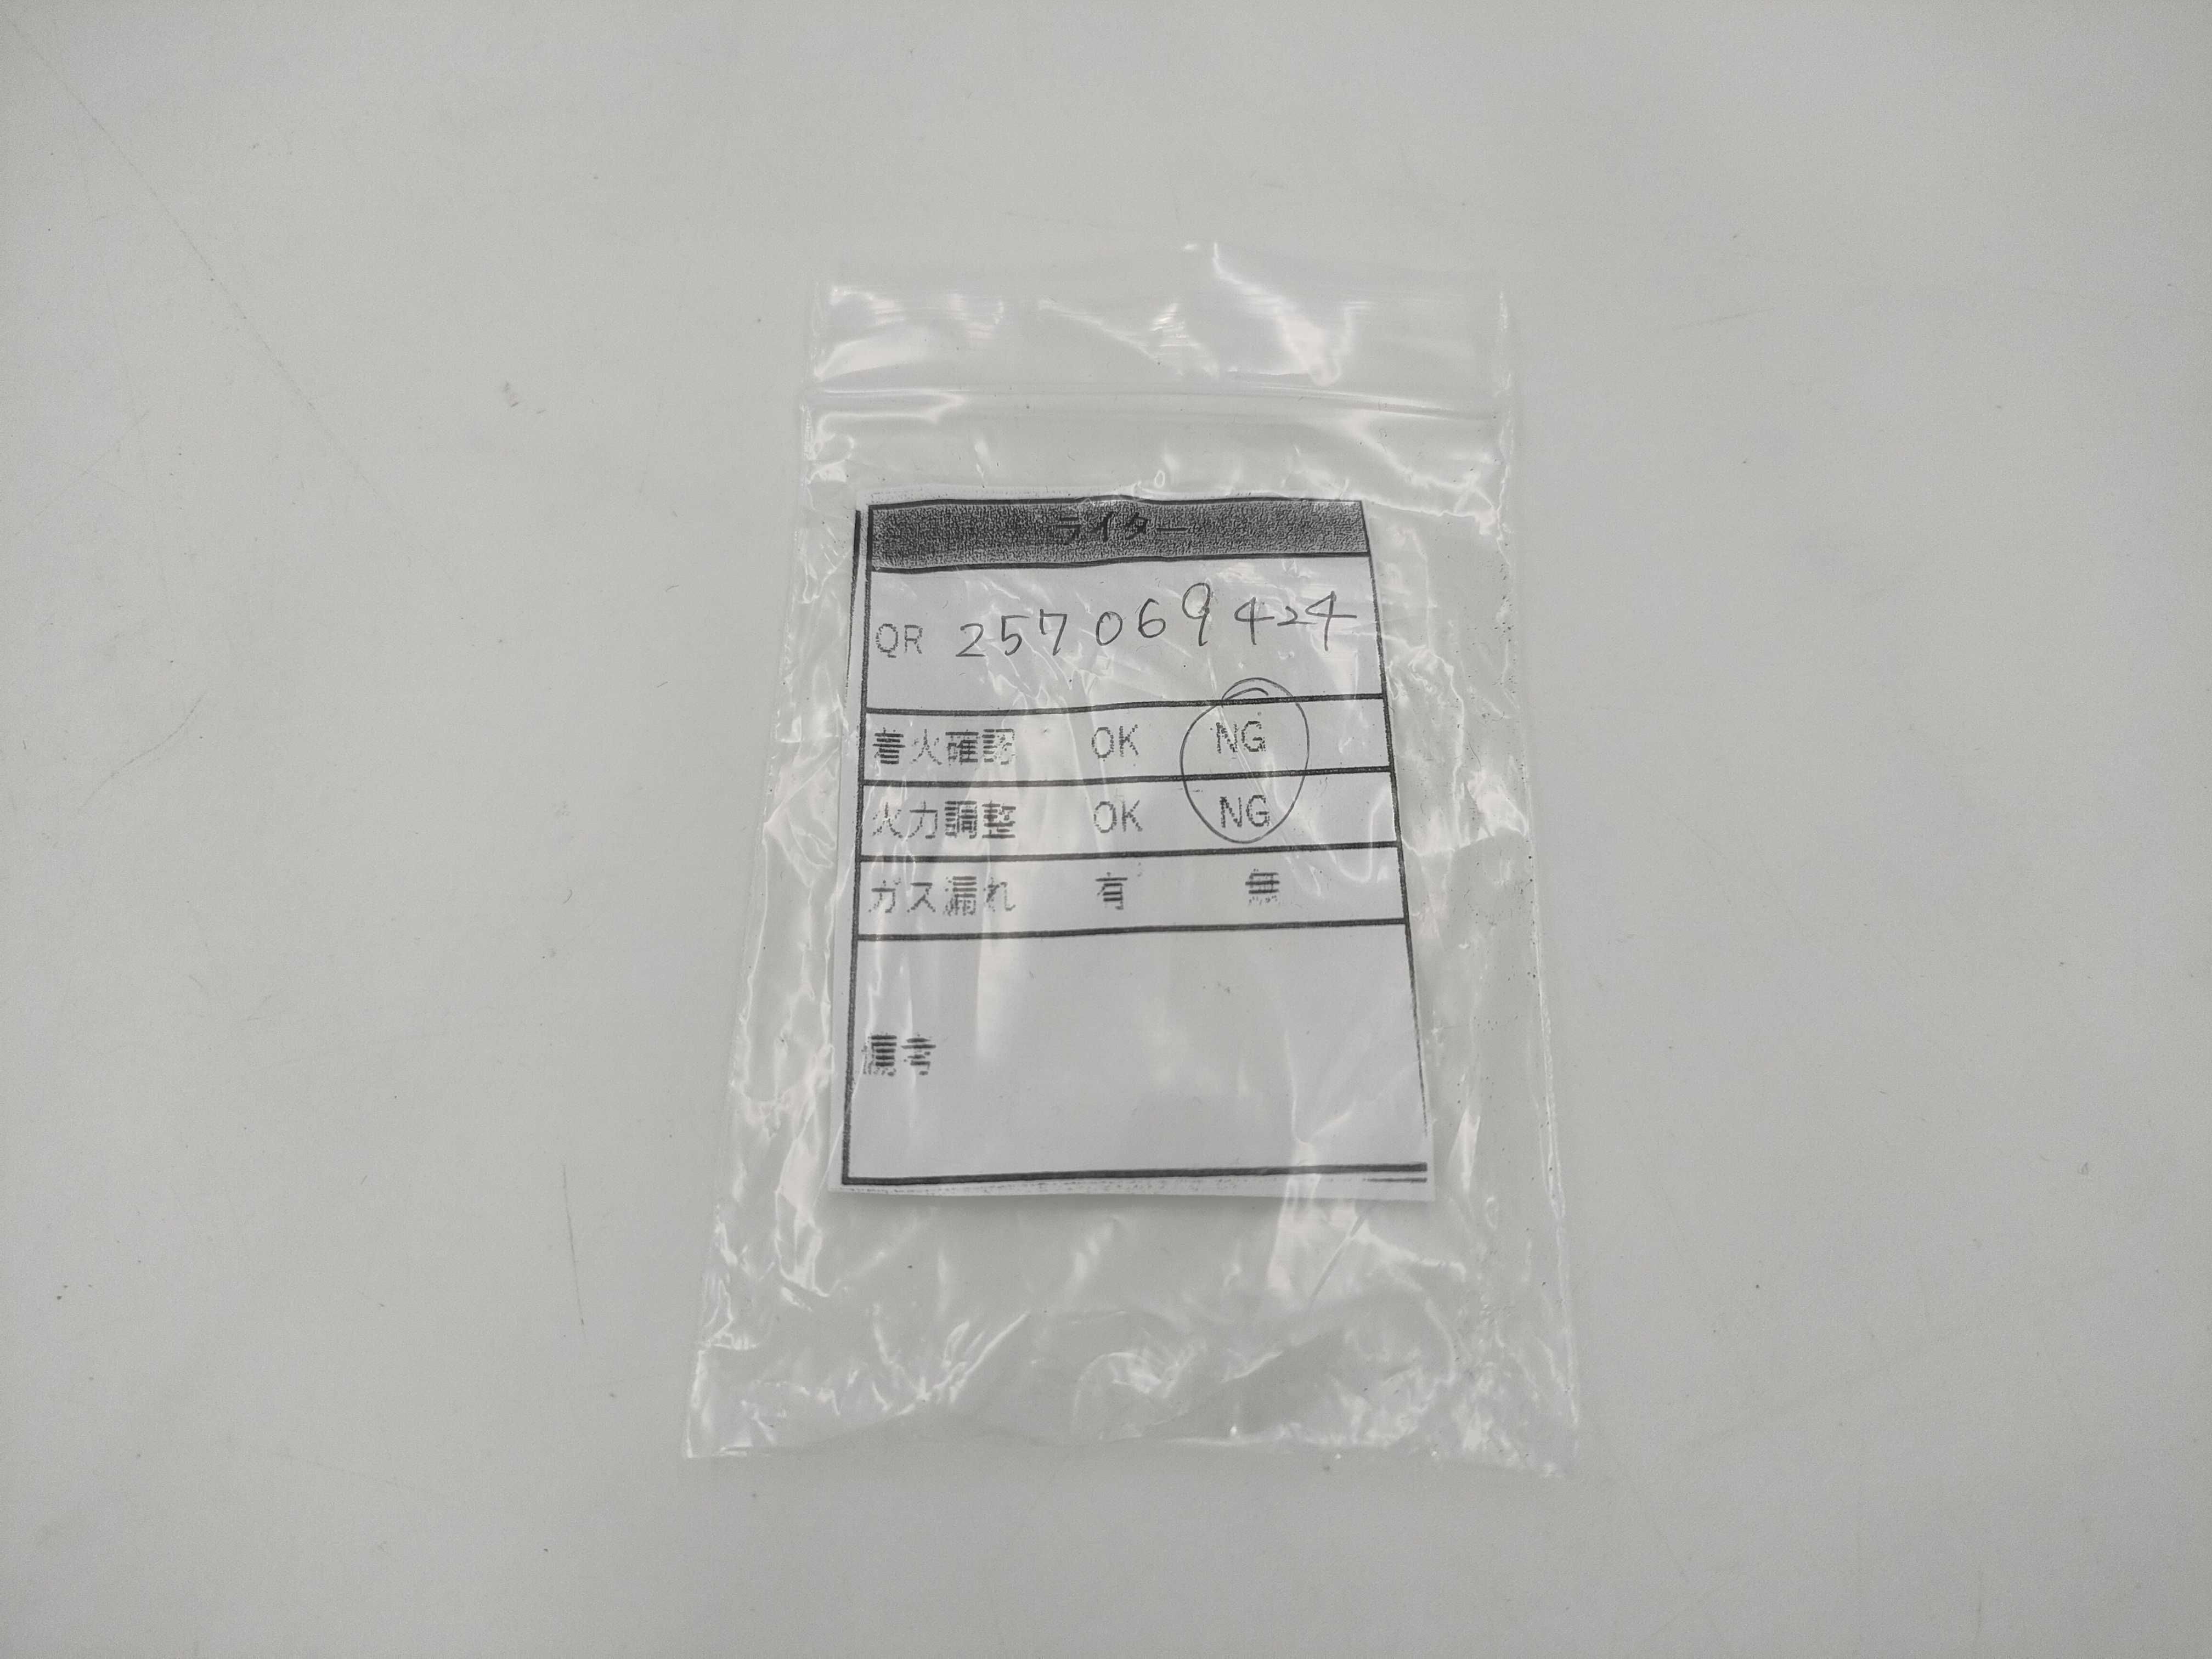 ライター
QR 257069424
着火確認 OK NG
火力調整 OK NG
ガス漏れ 有 無
備考